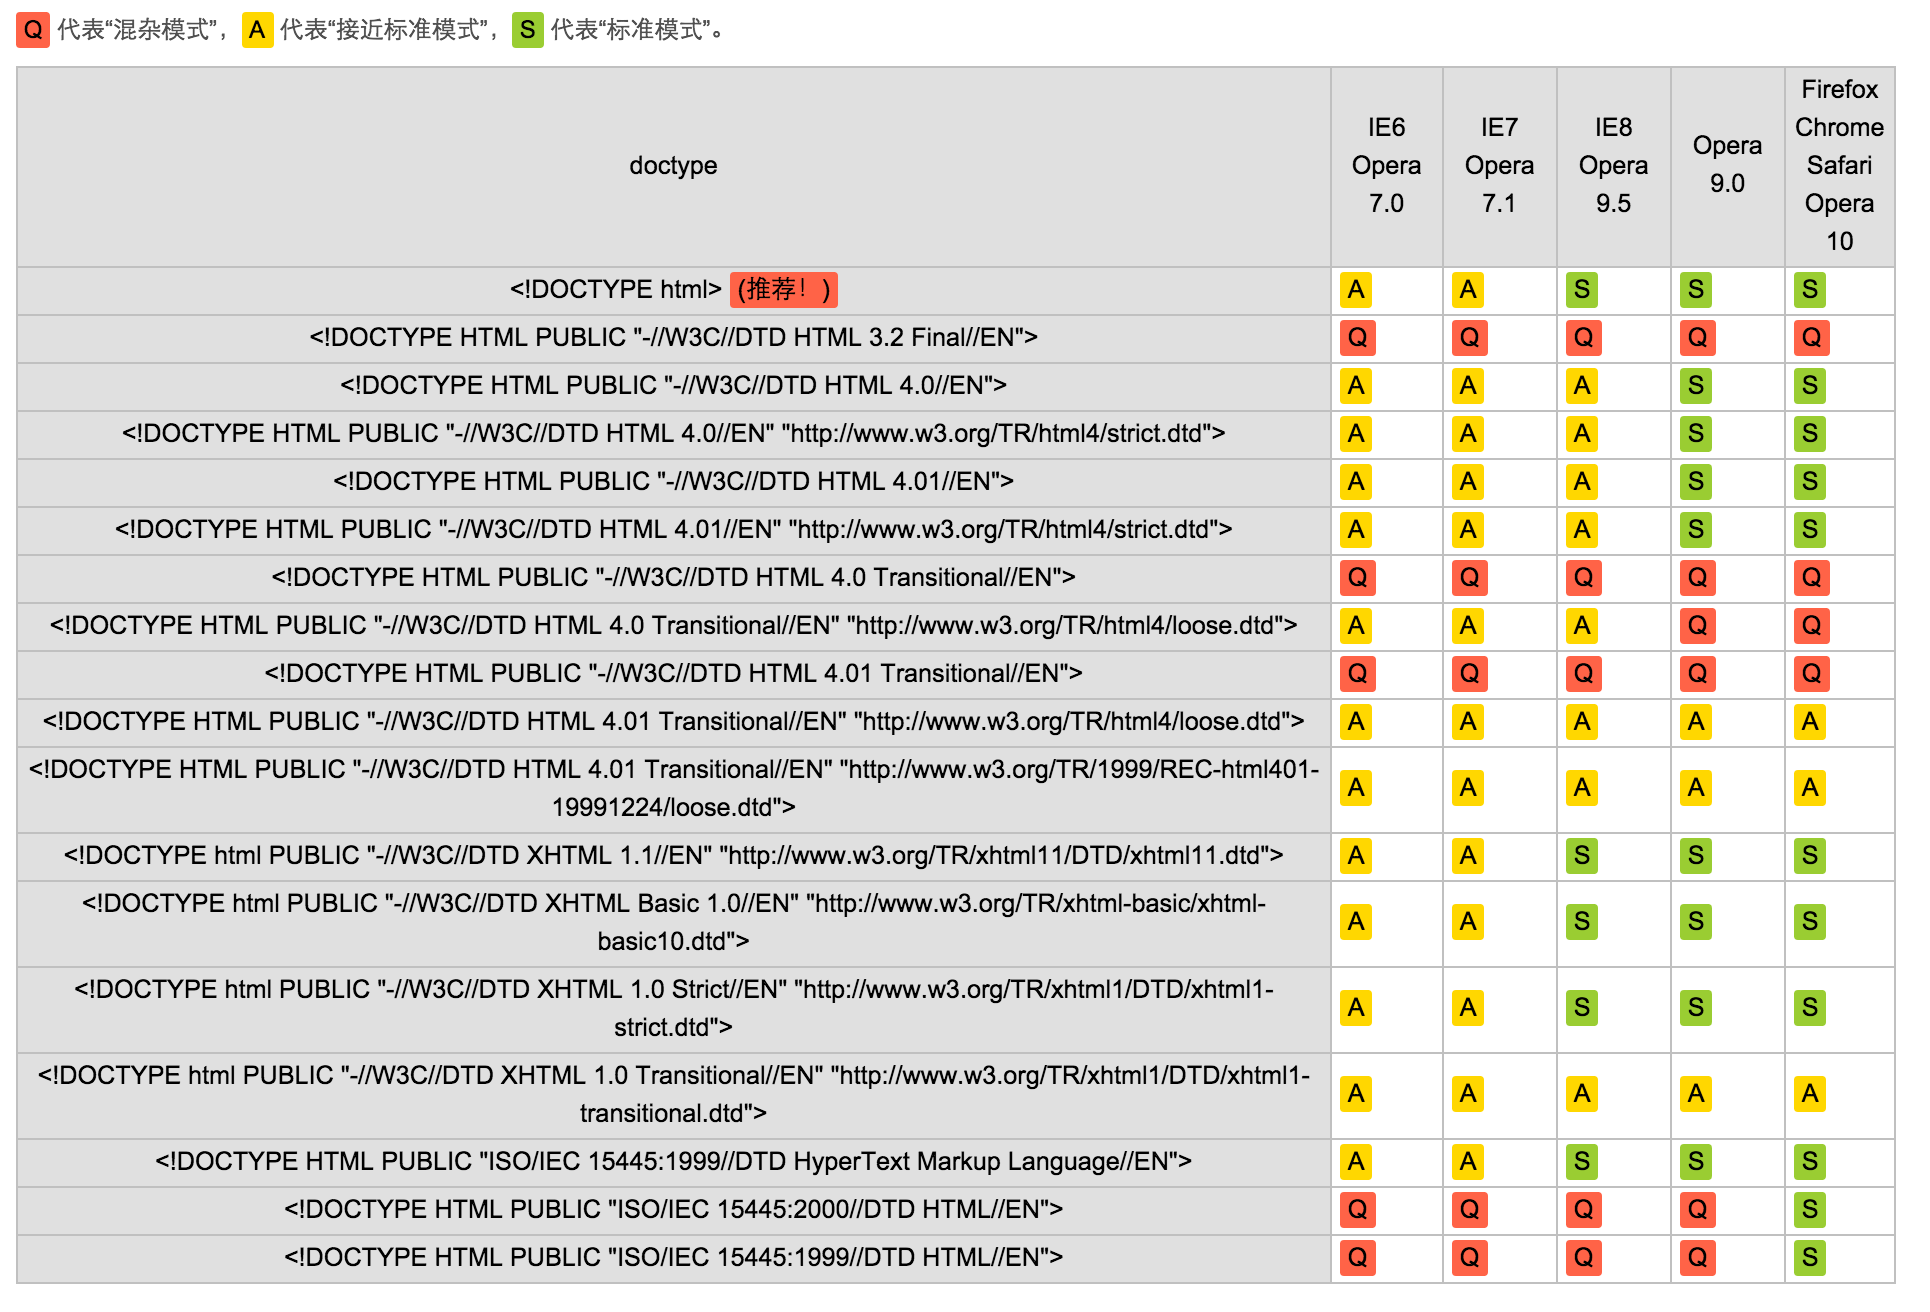 Q 代表“混杂模式”，A 代表“接近标准模式”，S 代表“标准模式”。
doctype
IE6
Opera
7.0
IE7
Opera
7.1
IE8
Opera
9.5
Opera
9.0
Firefox
Chrome
Safari
Opera
10
<!DOCTYPE html> (推荐！) A A S S S
<!DOCTYPE HTML PUBLIC "-//W3C//DTD HTML 3.2 Final//EN"> Q Q Q Q Q
<!DOCTYPE HTML PUBLIC "-//W3C//DTD HTML 4.0//EN"> A A A S S
<!DOCTYPE HTML PUBLIC "-//W3C//DTD HTML 4.0//EN" "http://www.w3.org/TR/html4/strict.dtd"> A A A S S
<!DOCTYPE HTML PUBLIC "-//W3C//DTD HTML 4.01//EN"> A A A S S
<!DOCTYPE HTML PUBLIC "-//W3C//DTD HTML 4.01//EN" "http://www.w3.org/TR/html4/strict.dtd"> A A A S S
<!DOCTYPE HTML PUBLIC "-//W3C//DTD HTML 4.0 Transitional//EN"> Q Q Q Q Q
<!DOCTYPE HTML PUBLIC "-//W3C//DTD HTML 4.0 Transitional//EN" "http://www.w3.org/TR/html4/loose.dtd"> A A A Q Q
<!DOCTYPE HTML PUBLIC "-//W3C//DTD HTML 4.01 Transitional//EN"> Q Q Q Q Q
<!DOCTYPE HTML PUBLIC "-//W3C//DTD HTML 4.01 Transitional//EN" "http://www.w3.org/TR/html4/loose.dtd"> A A A A A
<!DOCTYPE HTML PUBLIC "-//W3C//DTD HTML 4.01 Transitional//EN" "http://www.w3.org/TR/1999/REC-html401-
19991224/loose.dtd"> A A A A A
<!DOCTYPE html PUBLIC "-//W3C//DTD XHTML 1.1//EN" "http://www.w3.org/TR/xhtml11/DTD/xhtml11.dtd"> A A S S S
<!DOCTYPE html PUBLIC "-//W3C//DTD XHTML Basic 1.0//EN" "http://www.w3.org/TR/xhtml-basic/xhtml-
basic10.dtd"> A A S S S
<!DOCTYPE html PUBLIC "-//W3C//DTD XHTML 1.0 Strict//EN" "http://www.w3.org/TR/xhtml1/DTD/xhtml1-
strict.dtd"> A A S S S
<!DOCTYPE html PUBLIC "-//W3C//DTD XHTML 1.0 Transitional//EN" "http://www.w3.org/TR/xhtml1/DTD/xhtml1-
transitional.dtd"> A A A A A
<!DOCTYPE HTML PUBLIC "ISO/IEC 15445:1999//DTD HyperText Markup Language//EN"> A A S S S
<!DOCTYPE HTML PUBLIC "ISO/IEC 15445:2000//DTD HTML//EN"> Q Q Q Q S
<!DOCTYPE HTML PUBLIC "ISO/IEC 15445:1999//DTD HTML//EN"> Q Q Q Q S